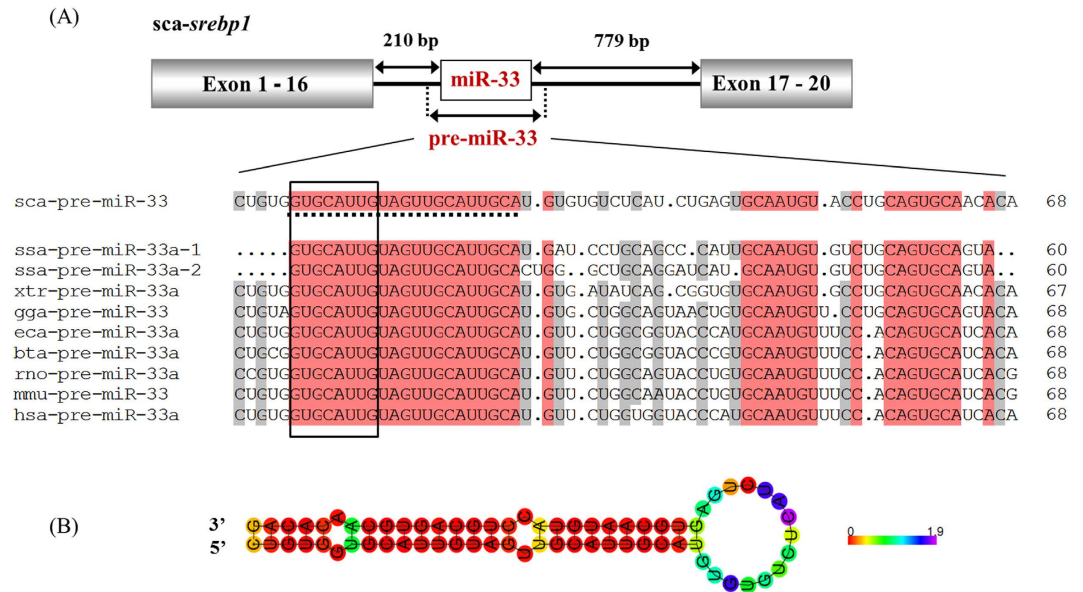 (A)
sca-srebp1
210 bp
779 bp
Exon 1 - 16
miR-33
Exon 17 - 20
pre-miR-33
sca-pre-miR-33 CUGUGGUGCAUUGUAGUUGCAUUGCAU.GUGUGUCUCAU.CUGAGUGCAAUGU.ACCUGCAGUGCAACACA 68
ssa-pre-miR-33a-1 .....GUGCAUUGUAGUUGCAUUGCAU.GAU.CCUGCAGCC.CAUUGCAAUGU.GUCUGCAGUGCAGUA.. 60
ssa-pre-miR-33a-2 .....GUGCAUUGUAGUUGCAUUGCACUGG..GCUGCAGGAUCAU.GCAAUGU.GUCUGCAGUGCAGUA.. 60
xtr-pre-miR-33a CUGUGGUGCAUUGUAGUUGCAUUGCAU.GUG.AUAUCAG.CGGUGUGCAAUGU.GCCUGCAGUGCAACACA 67
gga-pre-miR-33 CUGUAGUGCAUUGUAGUUGCAUUGCAU.GUG.CUGGCAGUAACUGUGCAAUGUU.CCUGCAGUGCAGUACA 68
eca-pre-miR-33a CUGUGGUGCAUUGUAGUUGCAUUGCAU.GUU.CUGGCAGUACCCAUGCAAUGUUUCC.ACAGUGCAUCACA 68
bta-pre-miR-33a CUGCGGUGCAUUGUAGUUGCAUUGCAU.GUU.CUGGCGGUACCCGUGCAAUGUUUCC.ACAGUGCAUCACA 68
rno-pre-miR-33a CCGUGGUGCAUUGUAGUUGCAUUGCAU.GUU.CUGGCAGUACCUGUGCAAUGUUUCC.ACAGUGCAUCACG 68
mmu-pre-miR-33 CUGUGGUGCAUUGUAGUUGCAUUGCAU.GUU.CUGGCAAUACCUGUGCAAUGUUUCC.ACAGUGCAUCACG 68
hsa-pre-miR-33a CUGUGGUGCAUUGUAGUUGCAUUGCAU.GUU.CUGGUGGUACCCAUGCAAUGUUUCC.ACAGUGCAUCACA 68
(B)
3'
5'
0 1.9